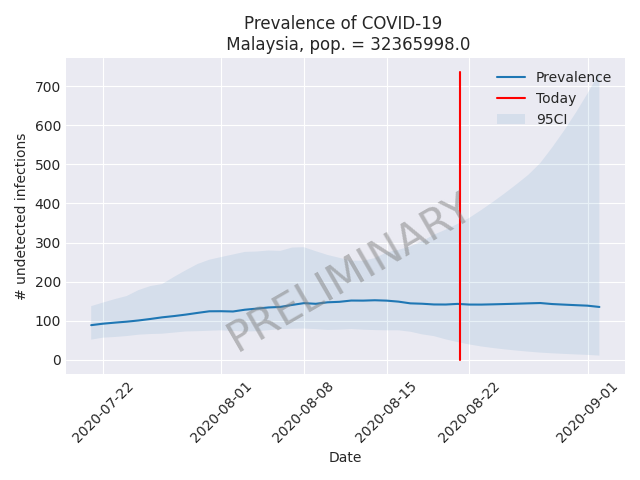 Prevalence of COVID-19
Malaysia, pop. = 32365998.0
Prevalence
Today
95CI
PRELIMINARY
# undetected infections
700
600
500
400
300
200
100
0
2020-07-22
2020-08-01
2020-08-08
2020-08-15
2020-08-22
2020-09-01
Date